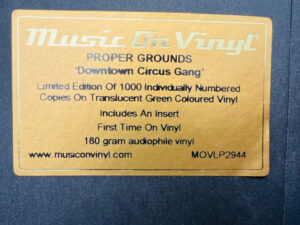 Music On Vinyl
PROPER GROUNDS
'Downtown Circus Gang'
Limited Edition Of 1000 Individually Numbered
Copies On Translucent Green Coloured Vinyl
Includes An Insert
First Time On Vinyl
180 gram audiophile vinyl
www.musiconvinyl.com MOVLP2944